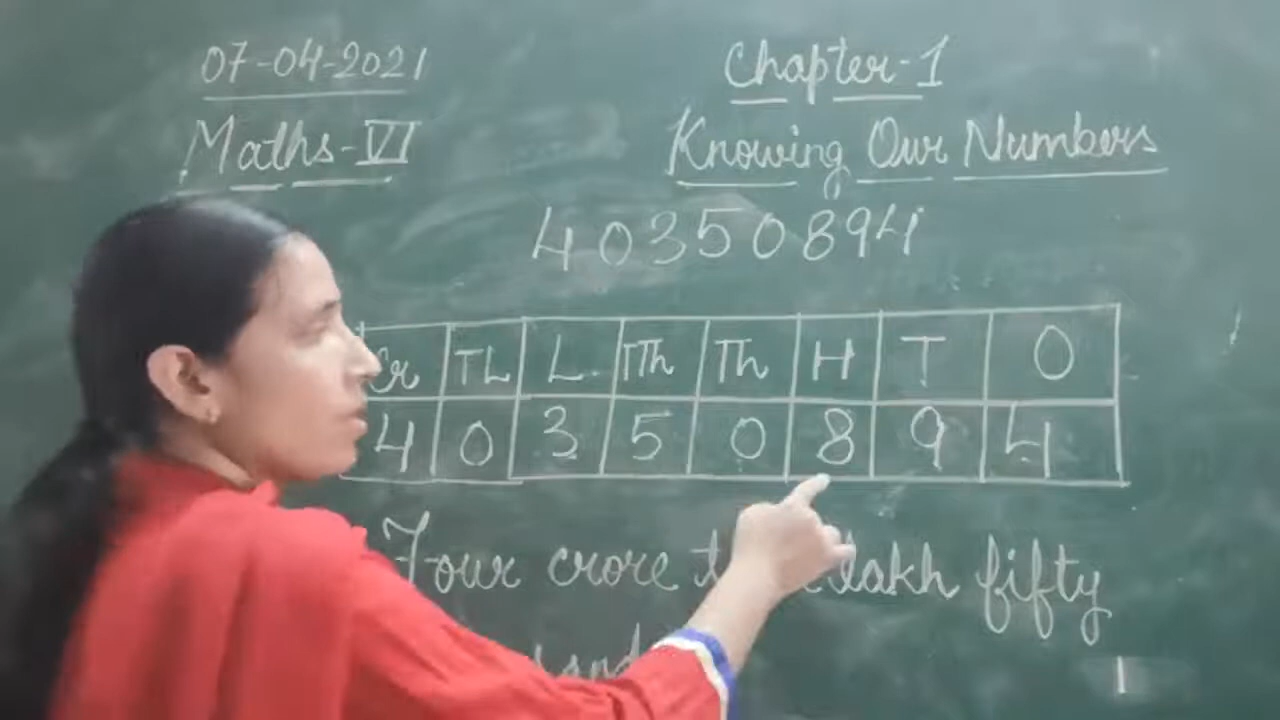 07-04-2021
Maths-VI
Chapter-1
Knowing Our Numbers
40350894
Cr TL L TTh Th H T O
4 0 3 5 0 8 9 4
Four crore lakh fifty